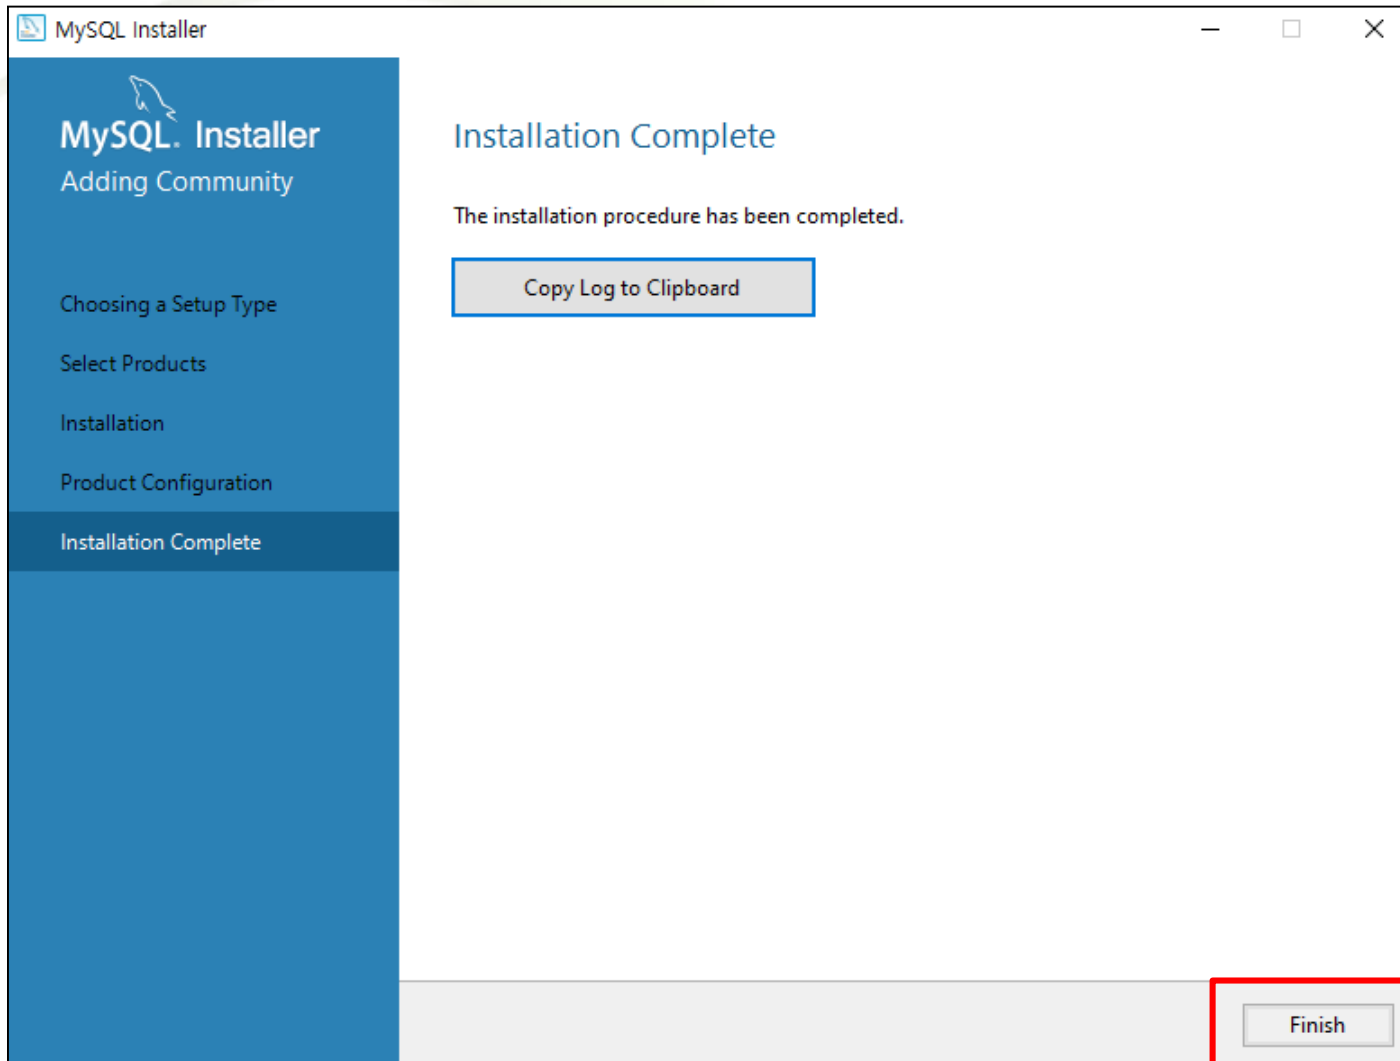 MySQL Installer
MySQL. Installer
Adding Community
Choosing a Setup Type
Select Products
Installation
Product Configuration
Installation Complete
Installation Complete
The installation procedure has been completed.
Copy Log to Clipboard
Finish